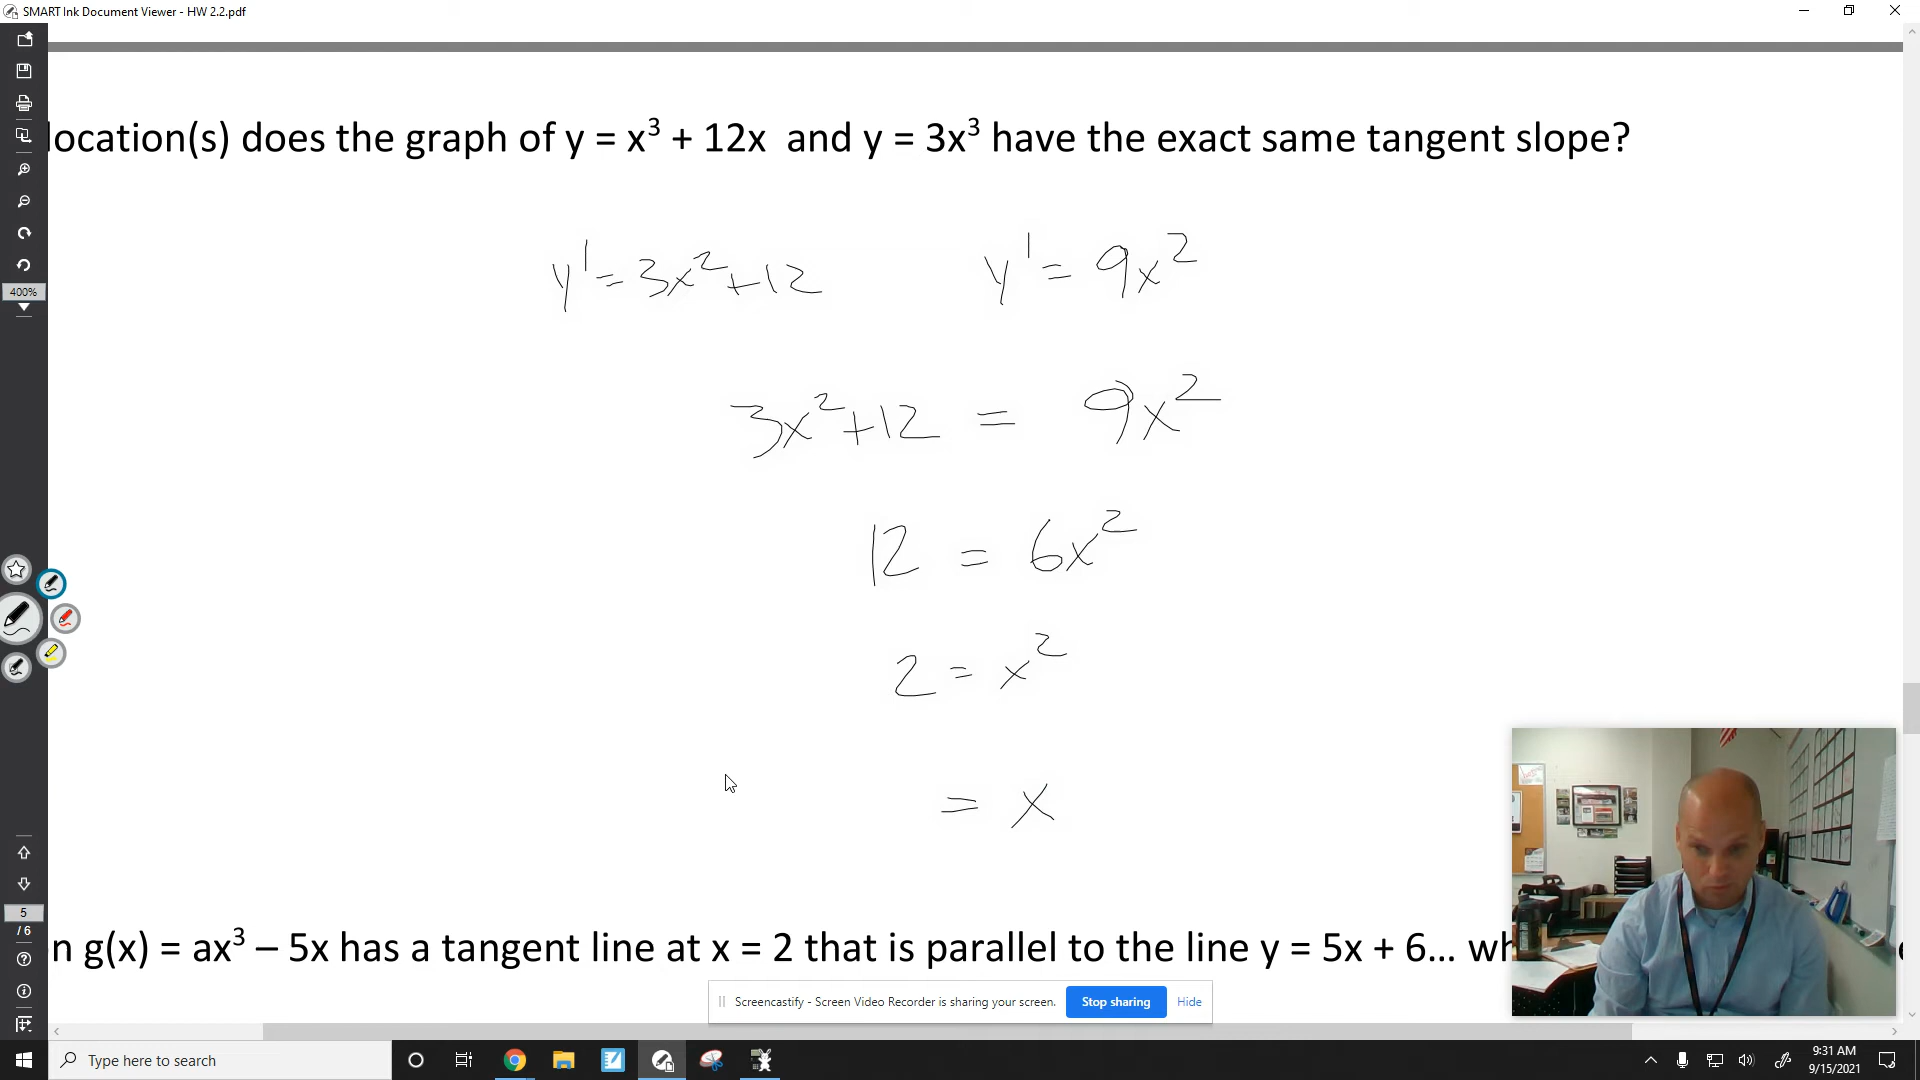 SMART Ink Document Viewer - HW 2.2.pdf
location(s) does the graph of y = x³ + 12x and y = 3x³ have the exact same tangent slope?
y' = 3x² + 12 y' = 9x²
3x² + 12 = 9x²
12 = 6x²
2 = x²
= x
n g(x) = ax³ – 5x has a tangent line at x = 2 that is parallel to the line y = 5x + 6... wh
400%
5
/ 6
Screencastify - Screen Video Recorder is sharing your screen. Stop sharing Hide
Type here to search
9:31 AM
9/15/2021